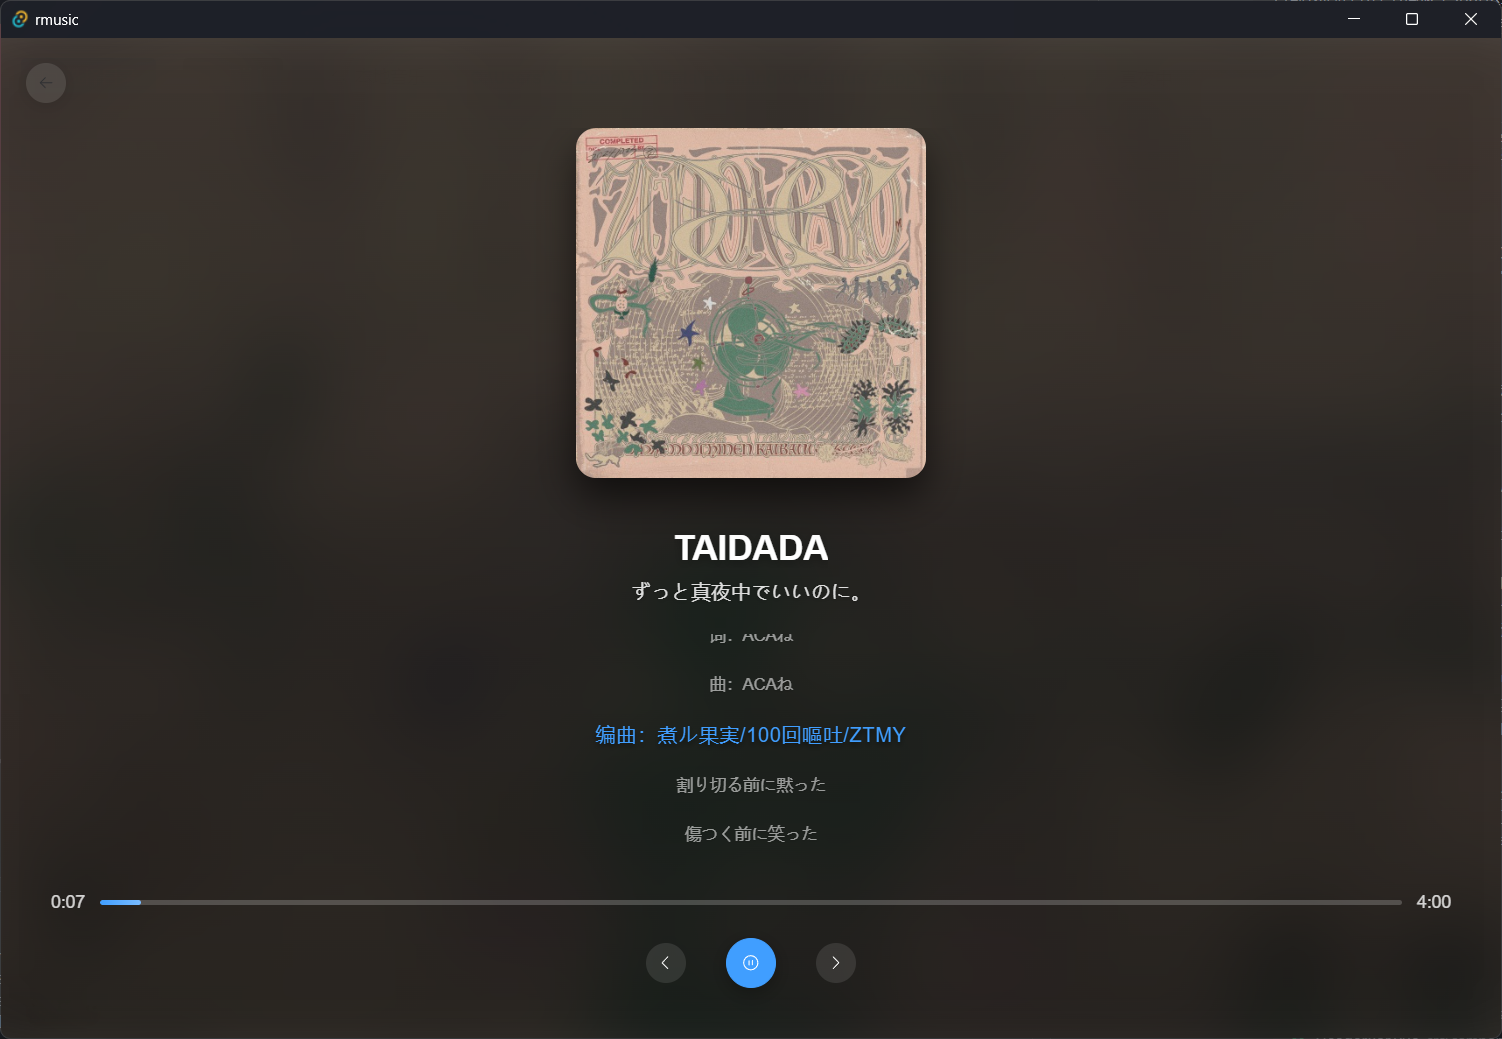 rmusic
COMPLETED
TAIDADA
ずっと真夜中でいいのに。
词：ACAね
曲：ACAね
编曲：煮ル果実/100回嘔吐/ZTMY
割り切る前に黙った
傷つく前に笑った
0:07
4:00